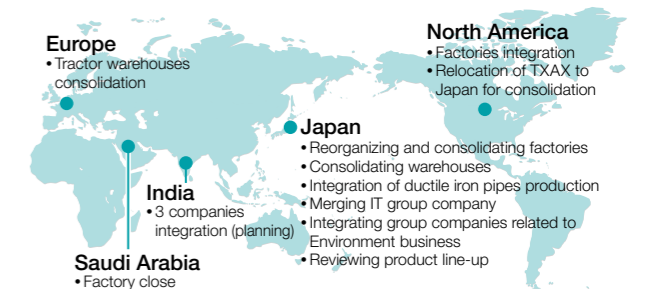 Europe
• Tractor warehouses
consolidation
North America
• Factories integration
• Relocation of TXAX to
Japan for consolidation
Japan
• Reorganizing and consolidating factories
• Consolidating warehouses
• Integration of ductile iron pipes production
• Merging IT group company
• Integrating group companies related to
Environment business
• Reviewing product line-up
India
• 3 companies
integration (planning)
Saudi Arabia
• Factory close